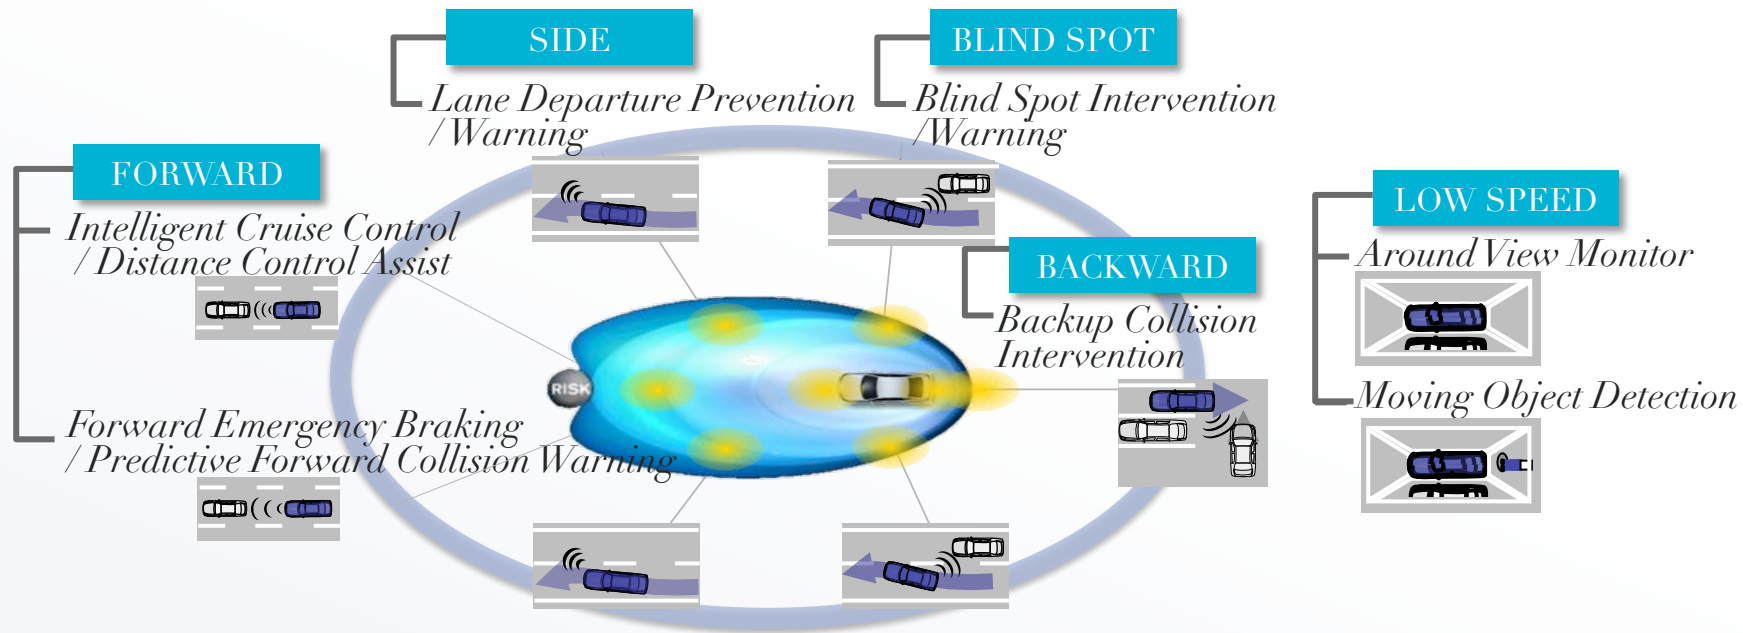 SIDE
Lane Departure Prevention
/ Warning
BLIND SPOT
Blind Spot Intervention
/Warning
FORWARD
Intelligent Cruise Control
/ Distance Control Assist
Forward Emergency Braking
/ Predictive Forward Collision Warning
RISK
BACKWARD
Backup Collision
Intervention
LOW SPEED
Around View Monitor
Moving Object Detection